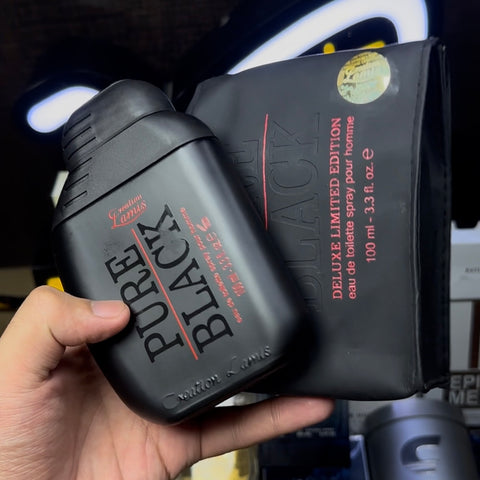 Creation
Lamis
PURE
BLACK
Creation Lamis
BLACK
DELUXE LIMITED EDITION
eau de toilette spray pour homme
100 ml - 3.3 fl. oz. e